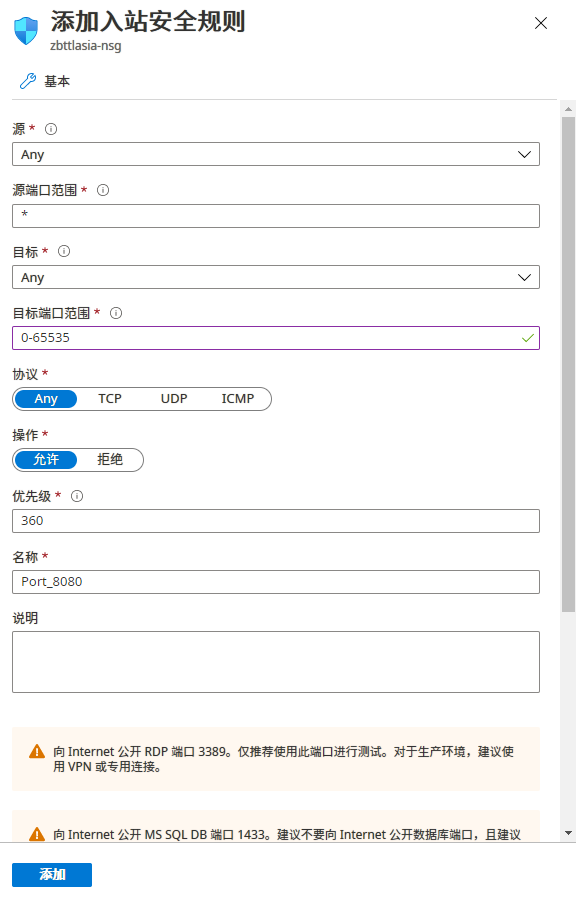 添加入站安全规则
zbttlasia-nsg
基本
源 *
Any
源端口范围 *
*
目标 *
Any
目标端口范围 *
0-65535
协议 *
Any TCP UDP ICMP
操作 *
允许 拒绝
优先级 *
360
名称 *
Port_8080
说明
向 Internet 公开 RDP 端口 3389。仅推荐使用此端口进行测试。对于生产环境，建议使
用 VPN 或专用连接。
向 Internet 公开 MS SQL DB 端口 1433。建议不要向 Internet 公开数据库端口，且建议
添加